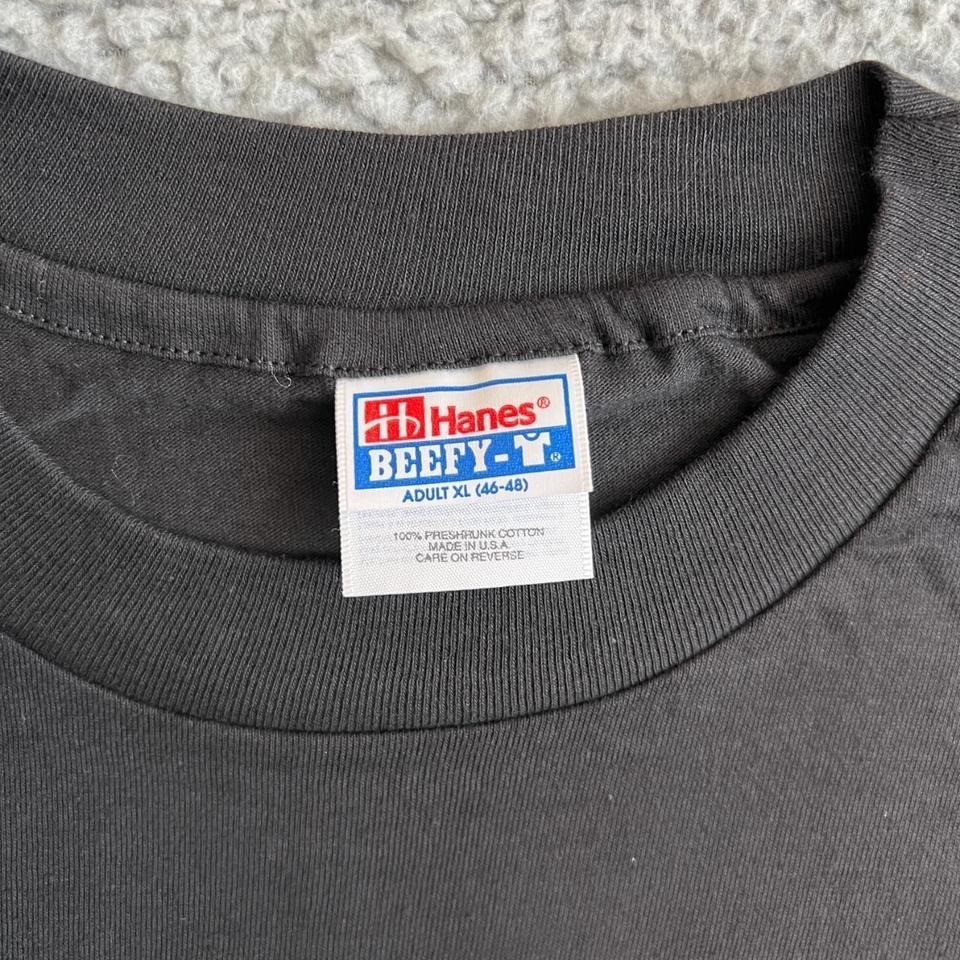 Hanes®
BEEFY-T®
ADULT XL (46-48)
100% PRESHRUNK COTTON
MADE IN U.S.A.
CARE ON REVERSE